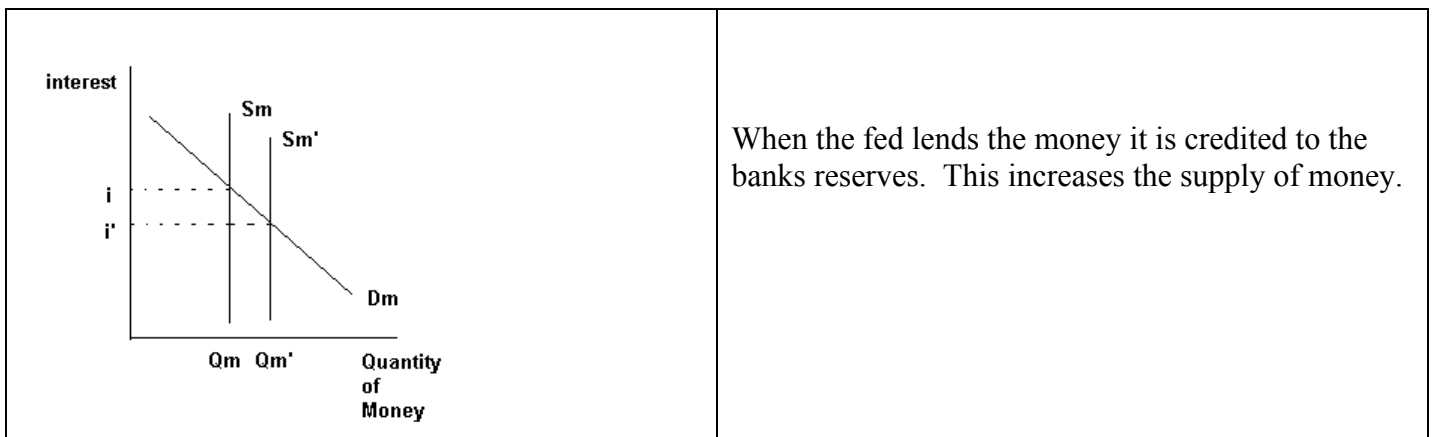 interest
Sm
Sm'
i
i'
Dm
Qm Qm' Quantity
of
Money
When the fed lends the money it is credited to the
banks reserves. This increases the supply of money.